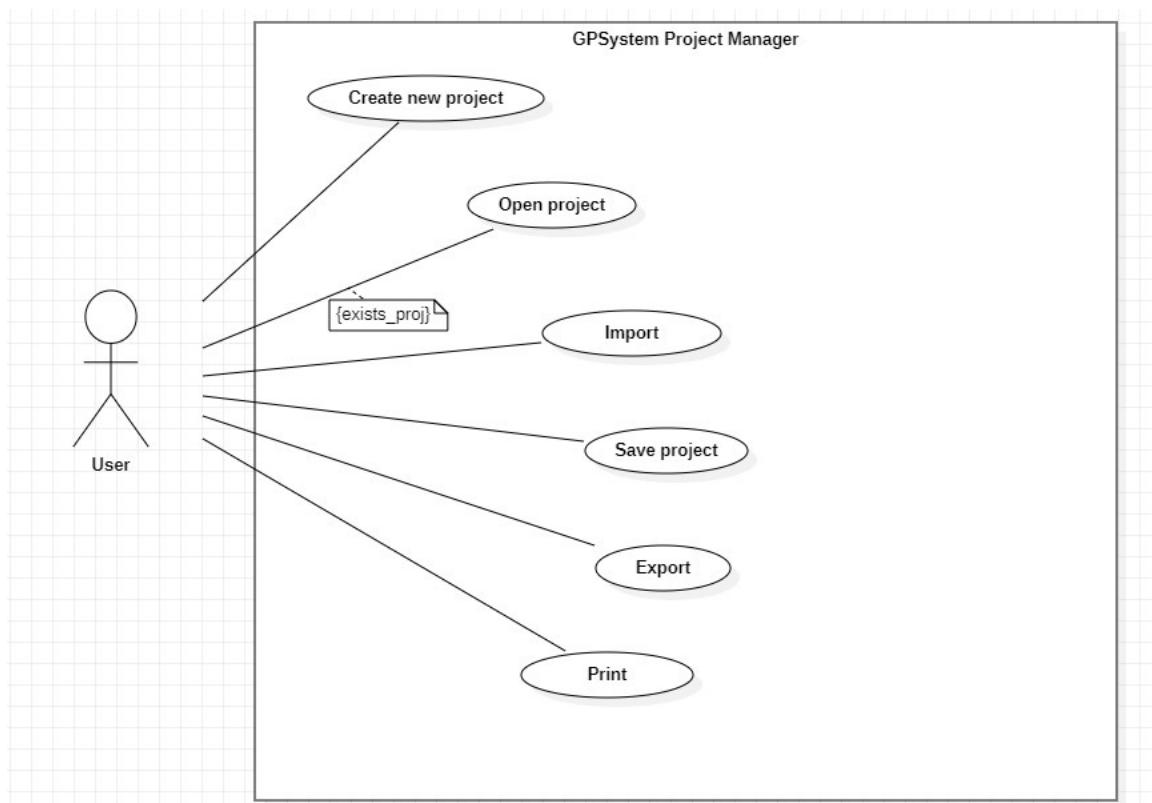 GPSystem Project Manager
Create new project
Open project
{exists_proj}
Import
Save project
User
Export
Print